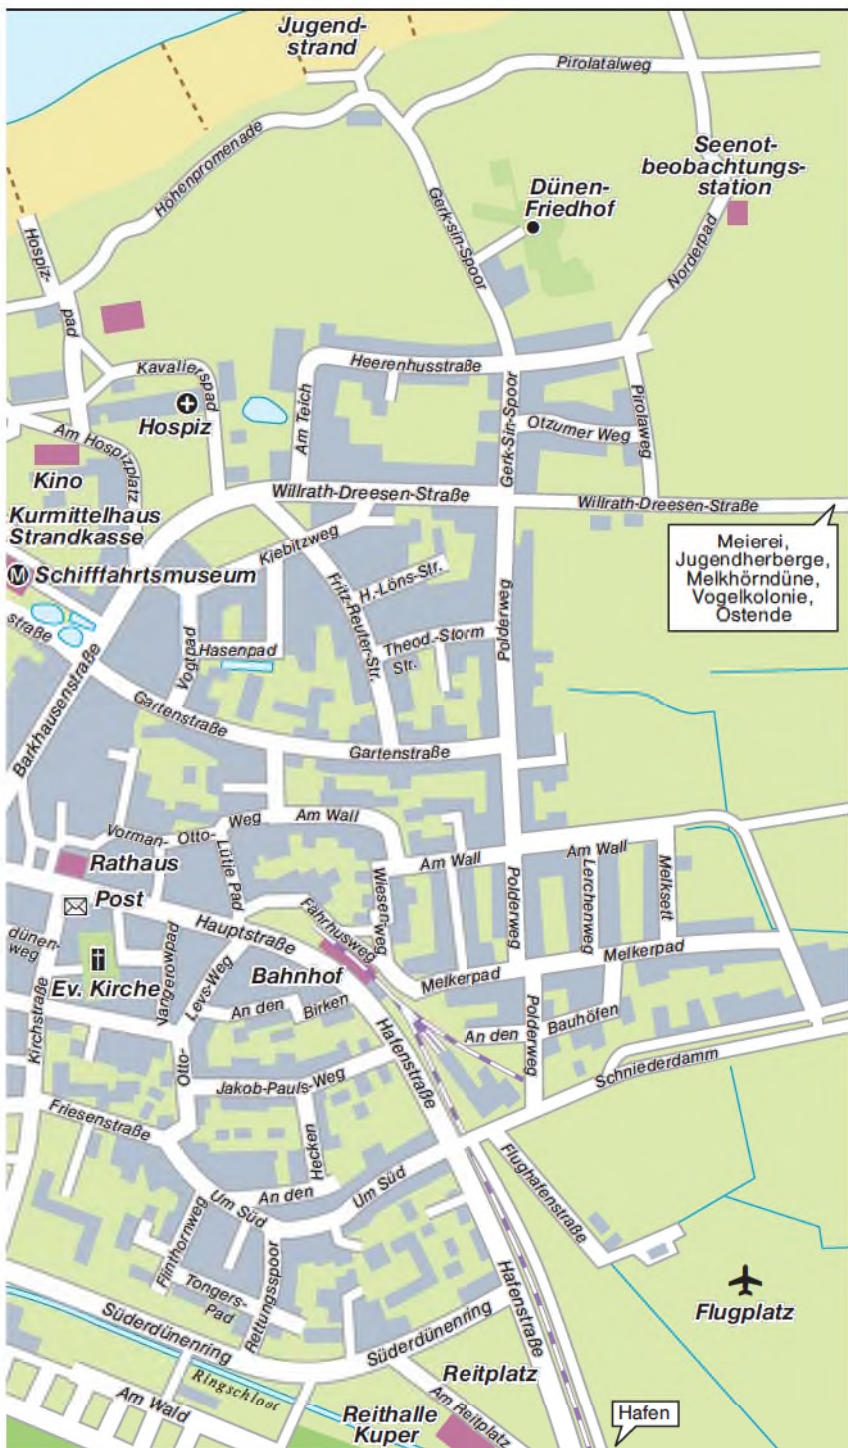 Jugend-
strand
Pirolatalweg
Höhenpromenade
Seenot-
beobachtungs-
station
Dünen-
Friedhof
Gerk-sin-Spoor
Hospiz-
pad
Norderpad
Heerenhusstraße
Kavalierspad
Hospiz
Am Teich
Gerk-Sin-Spoor
Pirolaweg
Otzumer Weg
Am Hospizplatz
Kino
Willrath-Dreesen-Straße
Willrath-Dreesen-Straße
Kurmittelhaus
Strandkasse
M Schifffahrtsmuseum
Kiebitzweg
H.-Löns-Str.
Fritz-Reuter-Str.
Meierei,
Jugendherberge,
Melkhörndüne,
Vogelkolonie,
Ostende
straße
Hasenpad
Vogtpad
Theod.-Storm
Str.
Polderweg
Barkhausenstraße
Gartenstraße
Gartenstraße
Vorman-
Otto-
Weg
Am Wall
Lütje Pad
Am Wall
Am Wall
Rathaus
Post
Wiesenweg
Polderweg
Lerchenweg
Melksett
Fahrhusweg
Hauptstraße
dünen-
weg
Ev. Kirche
Vangerowpad
Levs-Weg
Bahnhof
Melkerpad
Melkerpad
An den
Birken
Kirchstraße
Otto-
Hafenstraße
An den
Bauhöfen
Polderweg
Jakob-Pauls-Weg
Schniederdamm
Friesenstraße
Hecken
An den
Um Süd
Um Süd
Flughafenstraße
Flinthornweg
Tongers-
Pad
Rettungsspoor
Hafenstraße
Flugplatz
Süderdünenring
Süderdünenring
Ringschloot
Am Wald
Reitplatz
Am Reitplatz
Reithalle
Kuper
Hafen